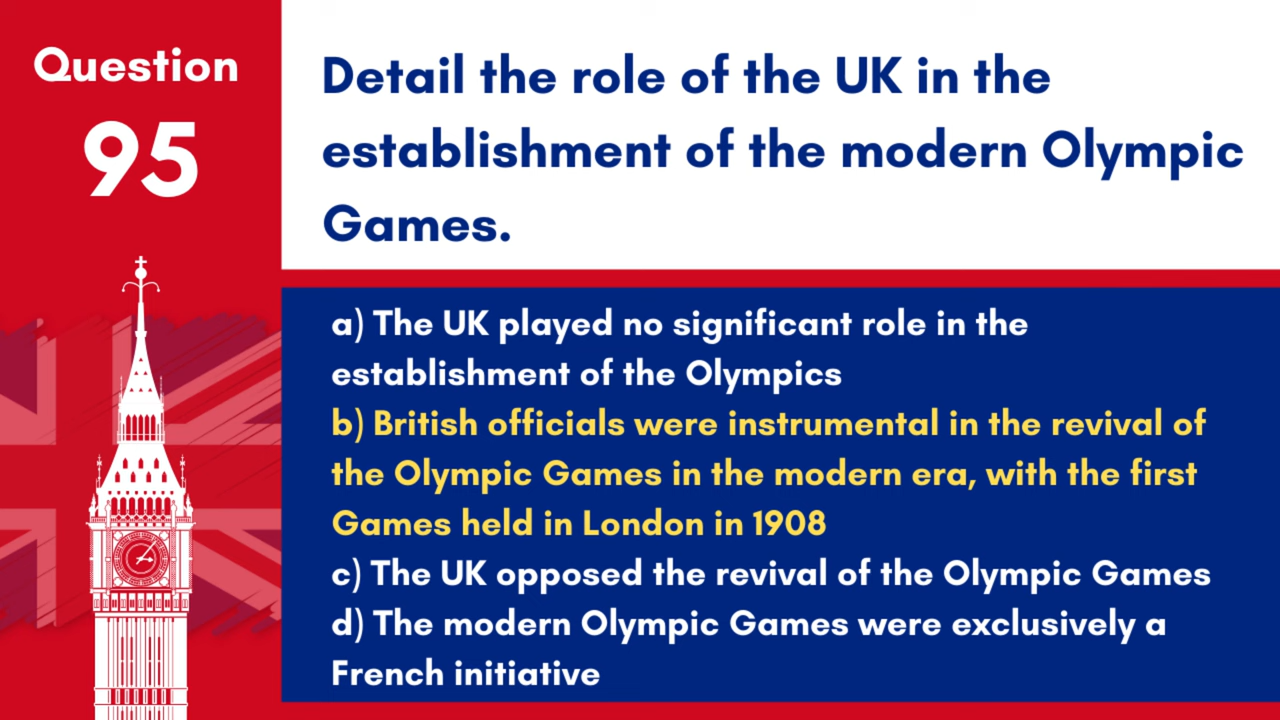 Question
95
Detail the role of the UK in the
establishment of the modern Olympic
Games.
a) The UK played no significant role in the
establishment of the Olympics
b) British officials were instrumental in the revival of
the Olympic Games in the modern era, with the first
Games held in London in 1908
c) The UK opposed the revival of the Olympic Games
d) The modern Olympic Games were exclusively a
French initiative